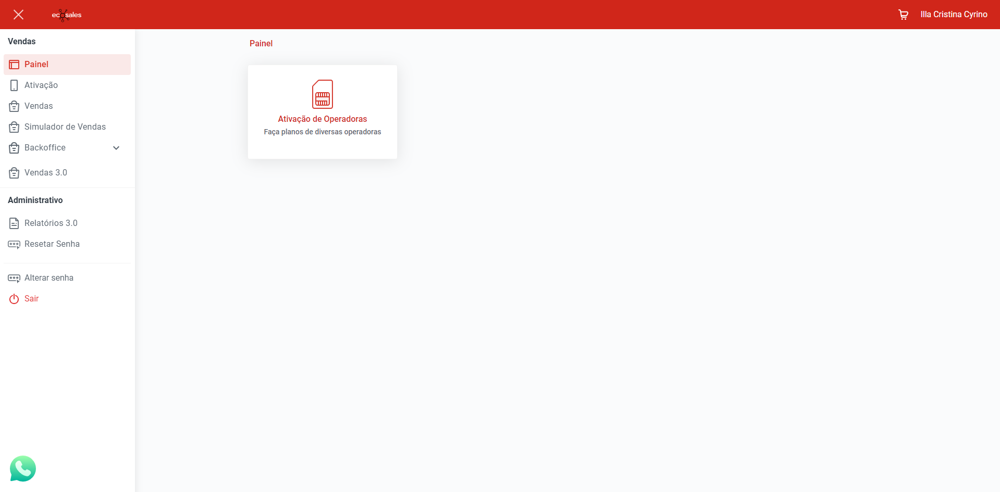 ecosales
Illa Cristina Cyrino
Vendas
Painel
Ativação
Vendas
Simulador de Vendas
Backoffice
Vendas 3.0
Administrativo
Relatórios 3.0
Resetar Senha
Alterar senha
Sair
Painel
Ativação de Operadoras
Faça planos de diversas operadoras